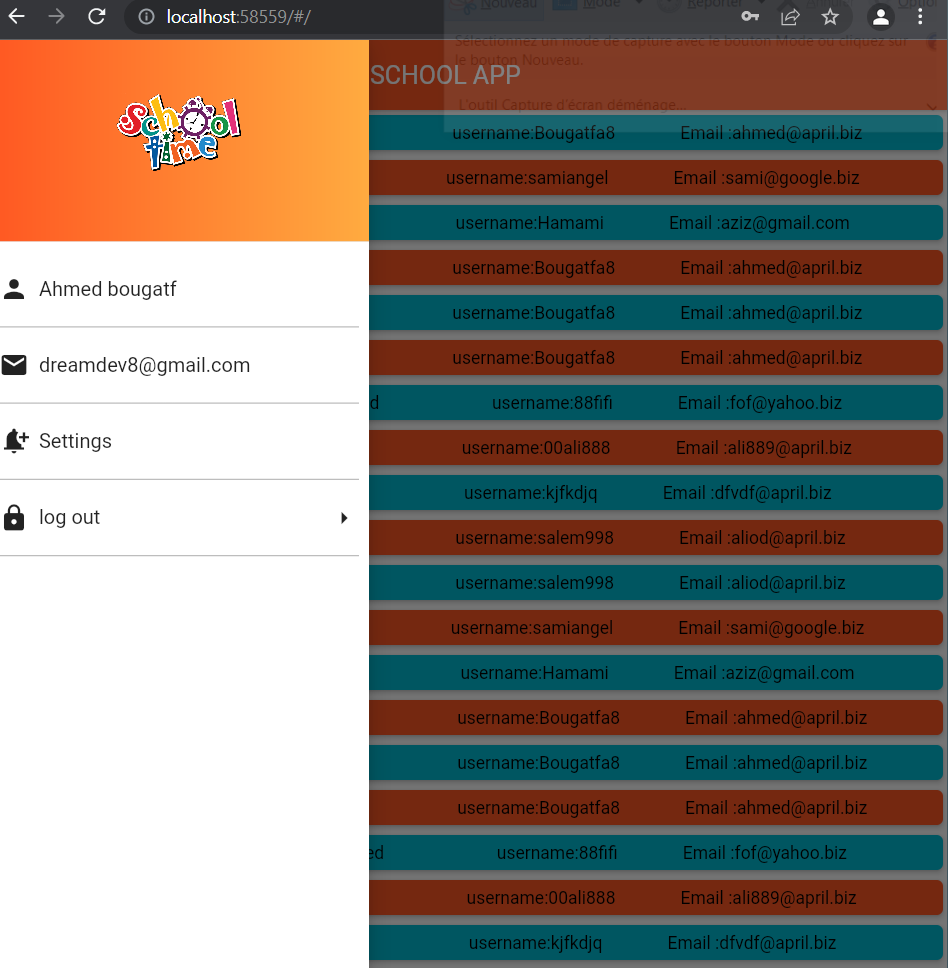 localhost:58559/#/
Nouveau Mode Reporter Options
Sélectionnez un mode de capture avec le bouton Mode ou cliquez sur
le bouton Nouveau.
L'outil Capture d'écran déménage...
SCHOOL APP
school
time
Ahmed bougatf
dreamdev8@gmail.com
Settings
log out
username:Bougatfa8 Email :ahmed@april.biz
username:samiangel Email :sami@google.biz
username:Hamami Email :aziz@gmail.com
username:Bougatfa8 Email :ahmed@april.biz
username:Bougatfa8 Email :ahmed@april.biz
username:Bougatfa8 Email :ahmed@april.biz
d username:88fifi Email :fof@yahoo.biz
username:00ali888 Email :ali889@april.biz
username:kjfkdjq Email :dfvdf@april.biz
username:salem998 Email :aliod@april.biz
username:salem998 Email :aliod@april.biz
username:samiangel Email :sami@google.biz
username:Hamami Email :aziz@gmail.com
username:Bougatfa8 Email :ahmed@april.biz
username:Bougatfa8 Email :ahmed@april.biz
username:Bougatfa8 Email :ahmed@april.biz
ed username:88fifi Email :fof@yahoo.biz
username:00ali888 Email :ali889@april.biz
username:kjfkdjq Email :dfvdf@april.biz